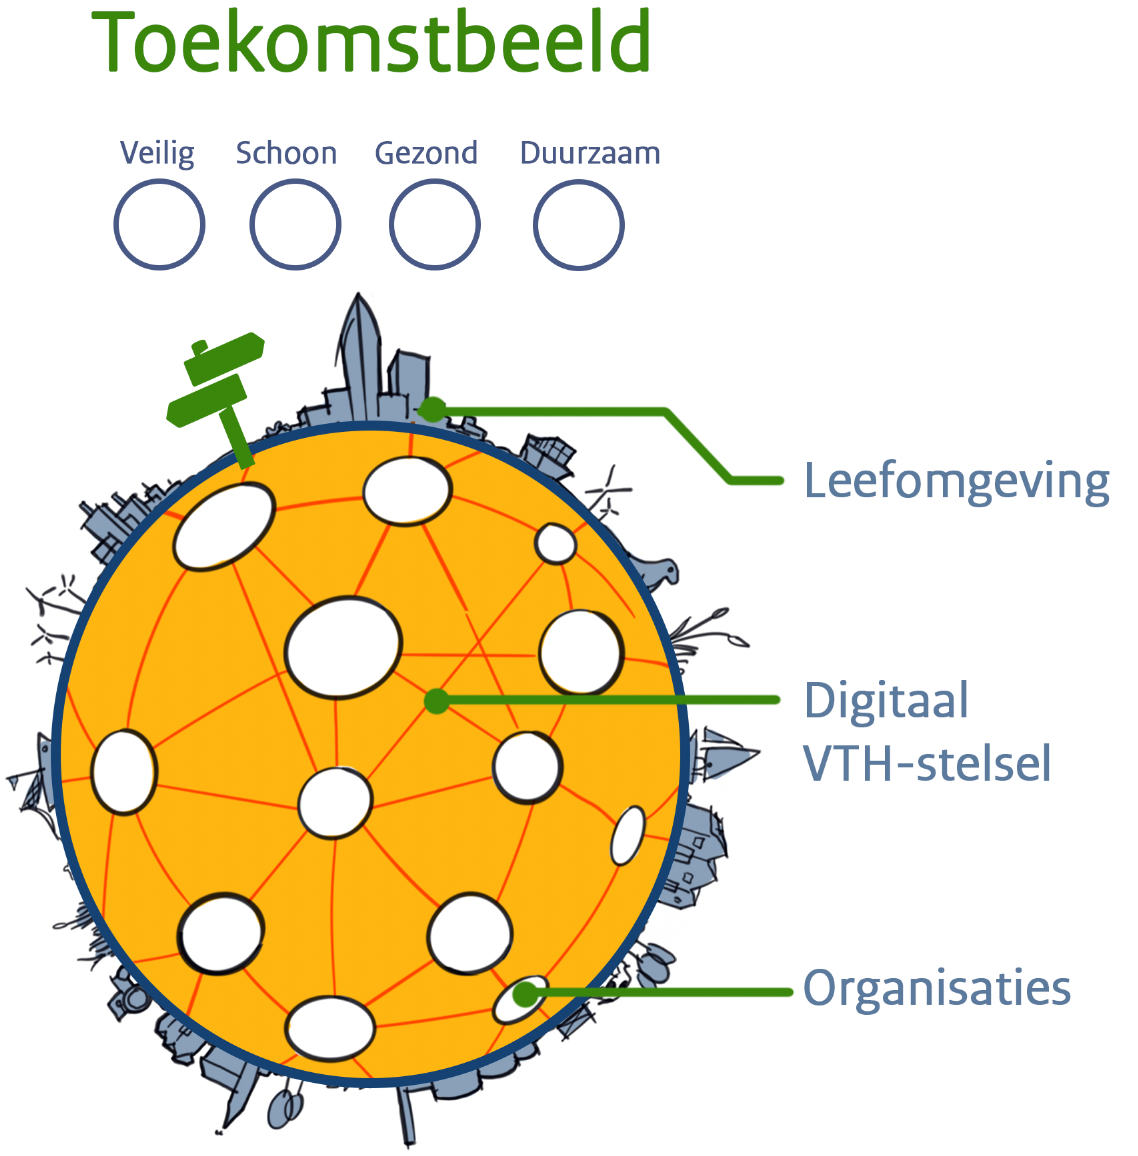 Toekomstbeeld
Veilig Schoon Gezond Duurzaam
Leefomgeving
Digitaal
VTH-stelsel
Organisaties